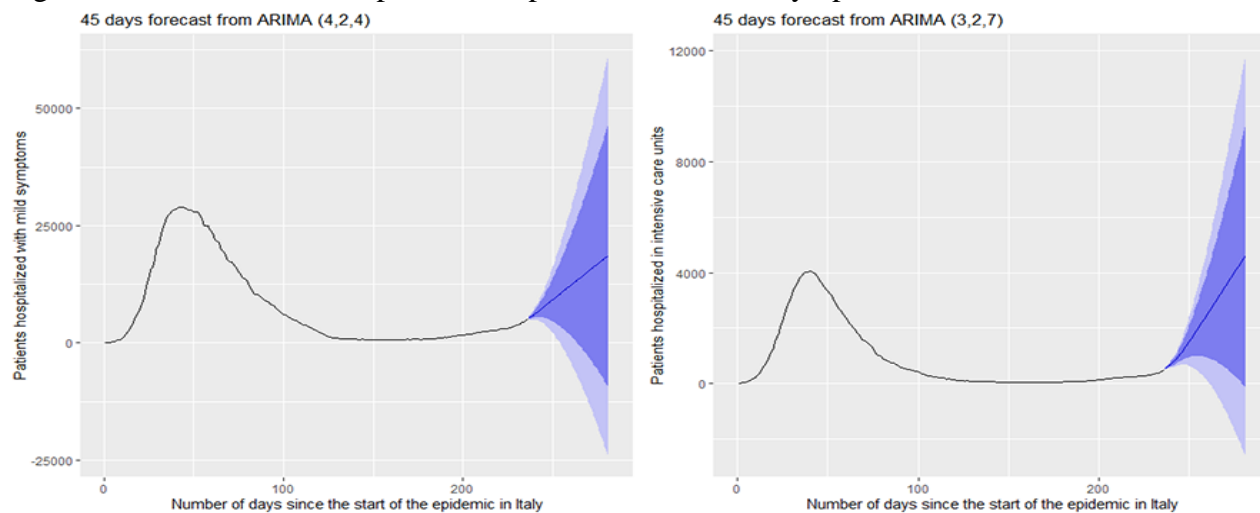 45 days forecast from ARIMA (4,2,4)
50000
25000
0
-25000
Patients hospitalized with mild symptoms
0 100 200
Number of days since the start of the epidemic in Italy
45 days forecast from ARIMA (3,2,7)
12000
8000
4000
0
Patients hospitalized in intensive care units
0 100 200
Number of days since the start of the epidemic in Italy